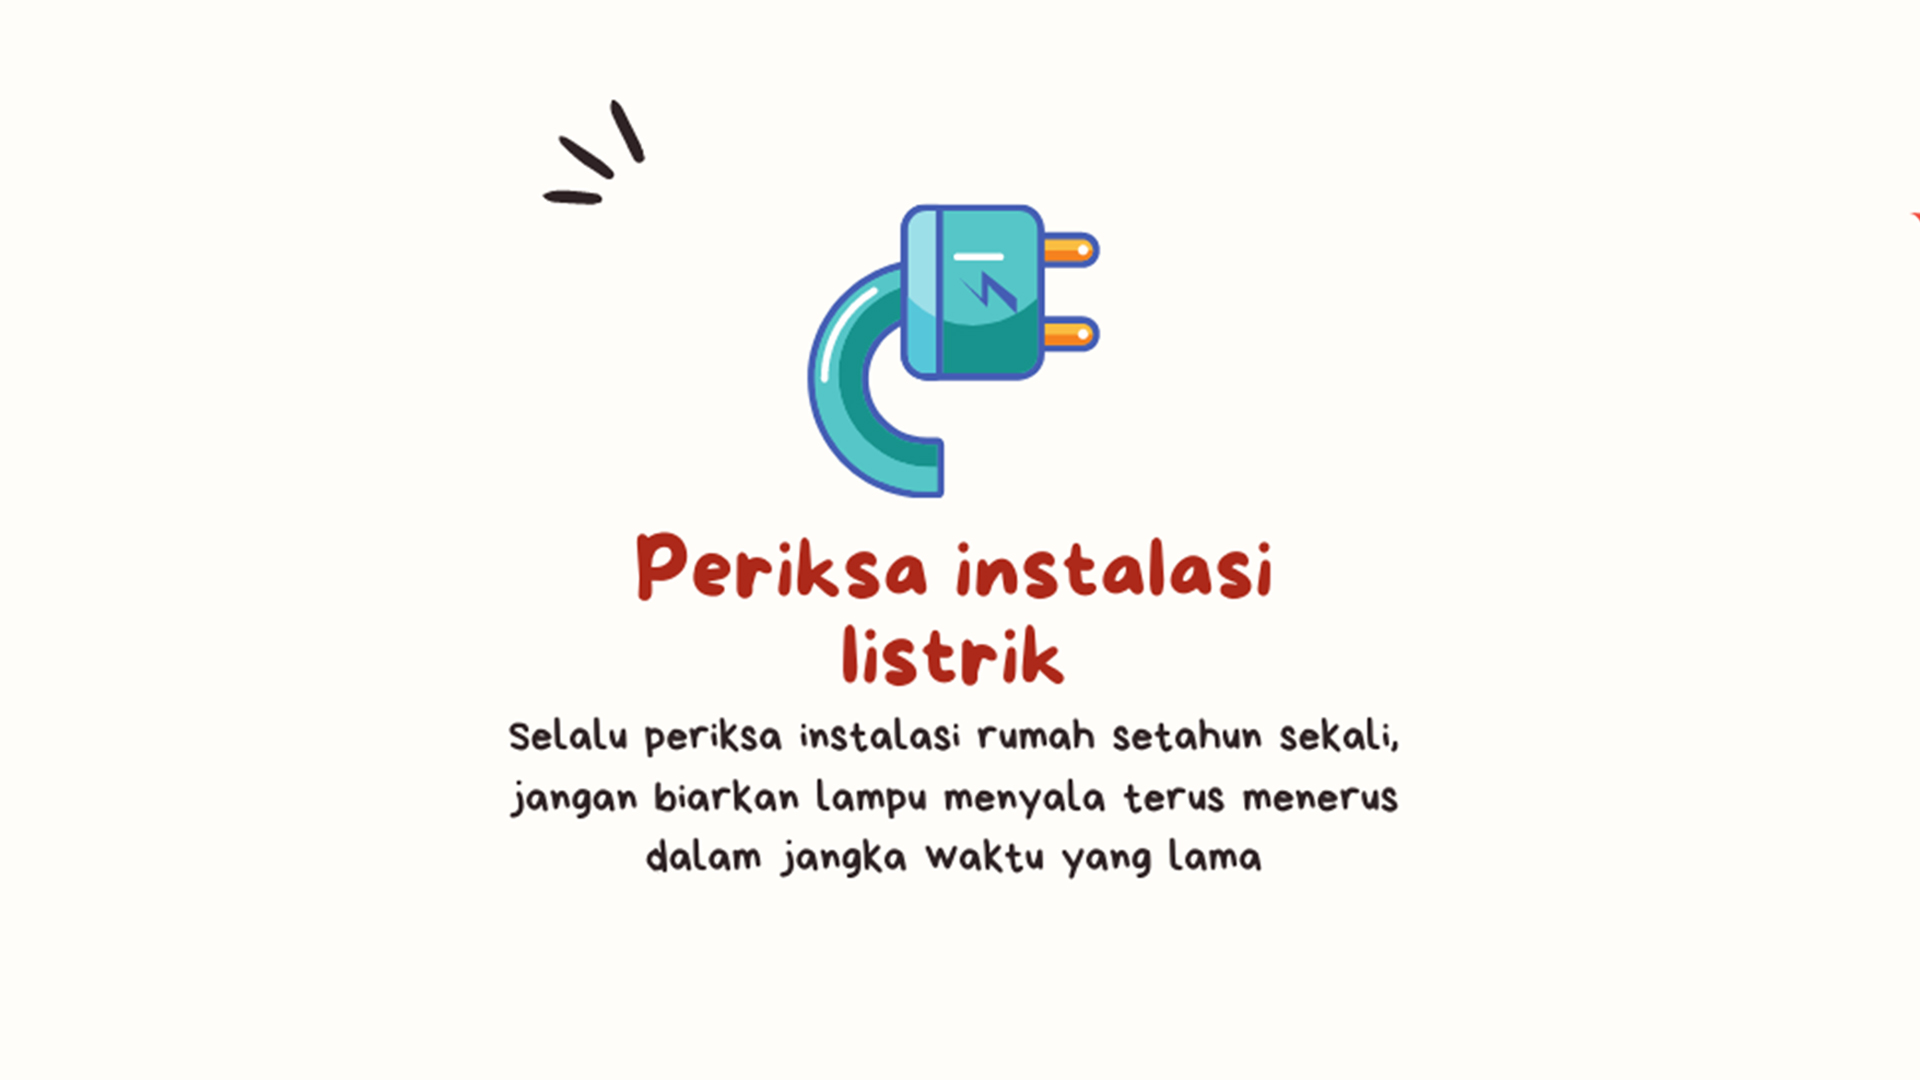 Periksa instalasi
listrik
Selalu periksa instalasi rumah setahun sekali,
jangan biarkan lampu menyala terus menerus
dalam jangka waktu yang lama